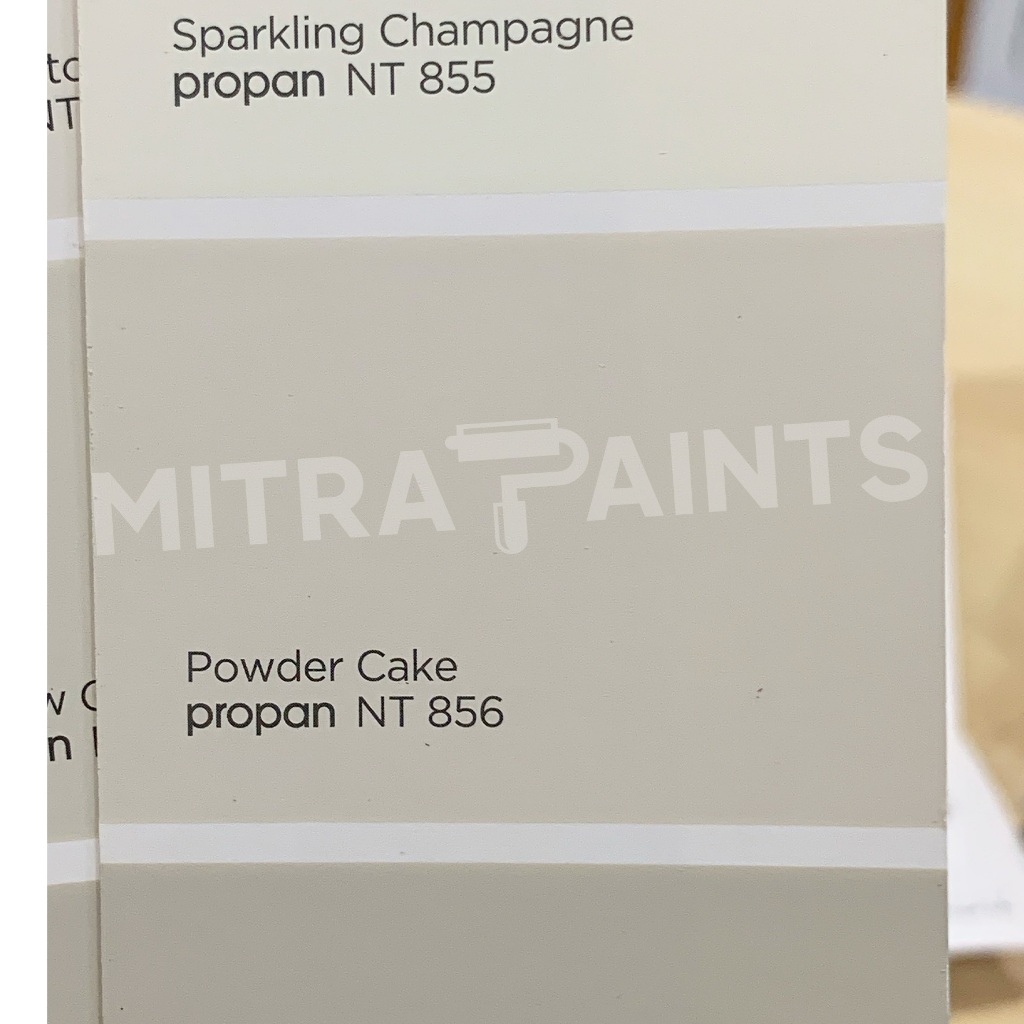 Sparkling Champagne
propan NT 855
MITRA PAINTS
Powder Cake
propan NT 856